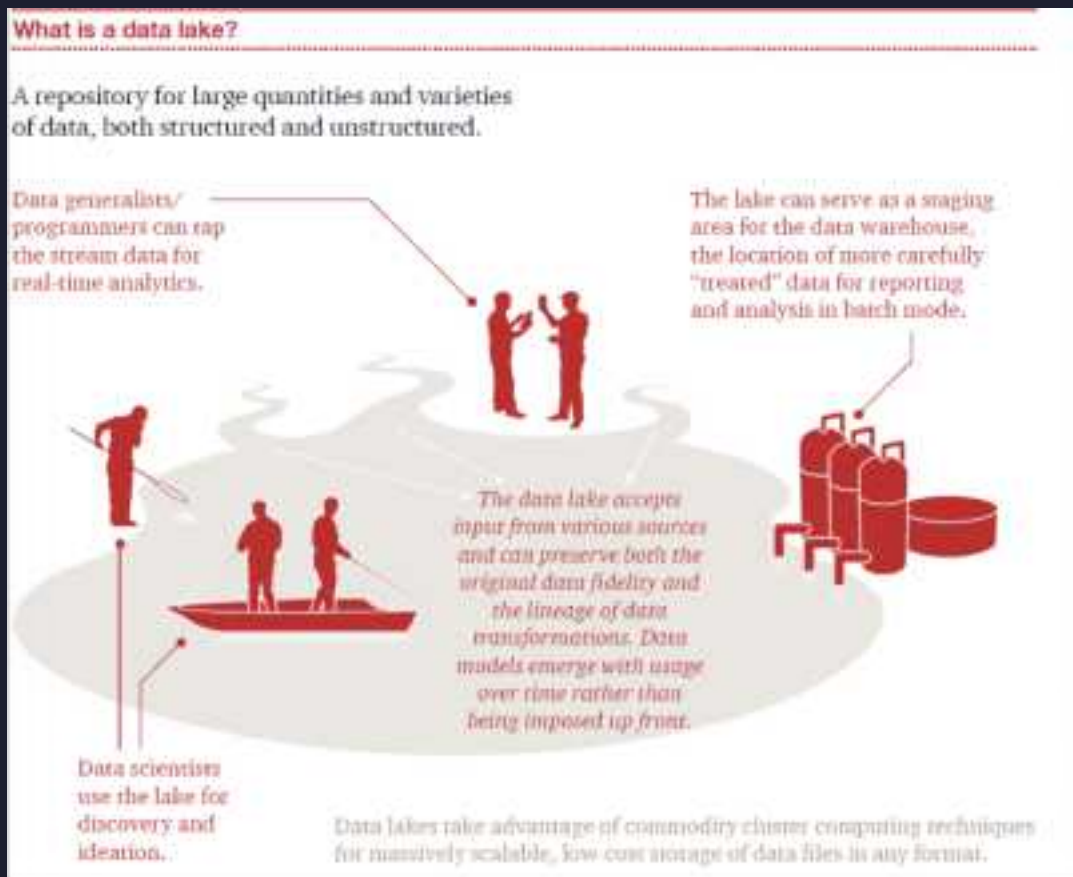 What is a data lake?
A repository for large quantities and varieties
of data, both structured and unstructured.
Data generalists/
programmers can tap
the stream data for
real-time analytics.
The lake can serve as a staging
area for the data warehouse,
the location of more carefully
"treated" data for reporting
and analysis in batch mode.
The data lake accepts
input from various sources
and can preserve both the
original data fidelity and
the lineage of data
transformations. Data
models emerge with usage
over time rather than
being imposed up front.
Data scientists
use the lake for
discovery and
ideation.
Data lakes take advantage of commodity cluster computing techniques
for massively scalable, low cost storage of data files in any format.